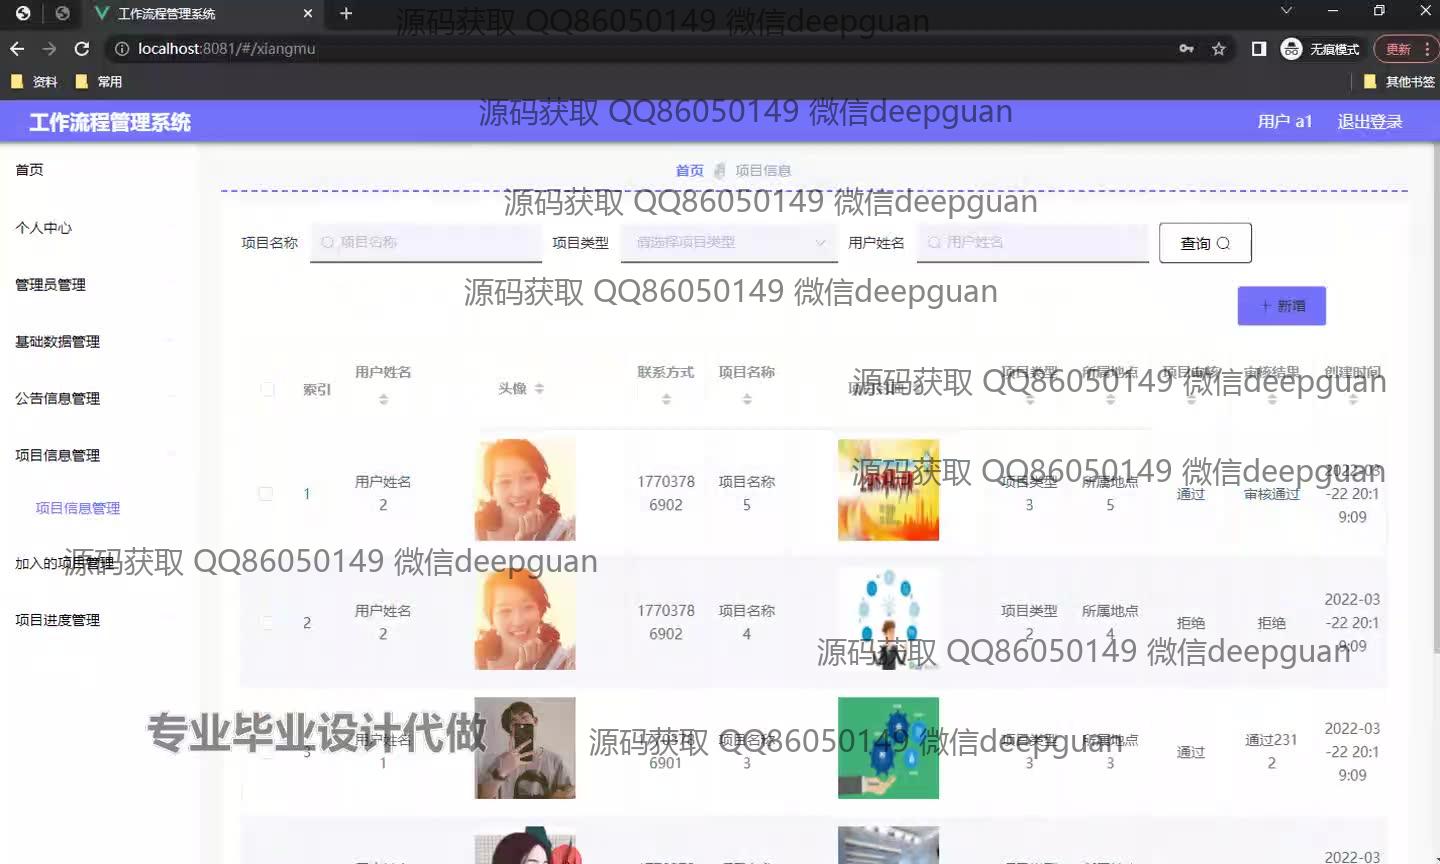 工作流程管理系统
localhost:8081/#/xiangmu
无痕模式
更新
资料
常用
其他书签
源码获取 QQ86050149 微信deepguan
工作流程管理系统
源码获取 QQ86050149 微信deepguan
用户 a1
退出登录
首页
个人中心
管理员管理
基础数据管理
公告信息管理
项目信息管理
项目信息管理
加入的项目管理
项目进度管理
首页
项目信息
源码获取 QQ86050149 微信deepguan
项目名称
项目名称
项目类型
请选择项目类型
用户姓名
用户姓名
查询
源码获取 QQ86050149 微信deepguan
+ 新增
索引
用户姓名
头像
联系方式
项目名称
项目类型
所属地点
项目审核
审核结果
创建时间
源码获取 QQ86050149 微信deepguan
1
用户姓名
2
1770378
6902
项目名称
5
项目类型
3
所属地点
5
通过
审核通过
2022-03
-22 20:1
9:09
源码获取 QQ86050149 微信deepguan
源码获取 QQ86050149 微信deepguan
2
用户姓名
2
1770378
6902
项目名称
4
项目类型
2
所属地点
4
拒绝
拒绝
2022-03
-22 20:1
9:09
源码获取 QQ86050149 微信deepguan
专业毕业设计代做
3
用户姓名
1
1770378
6901
项目名称
3
项目类型
3
所属地点
3
通过
通过231
2
2022-03
-22 20:1
9:09
源码获取 QQ86050149 微信deepguan
2022-03